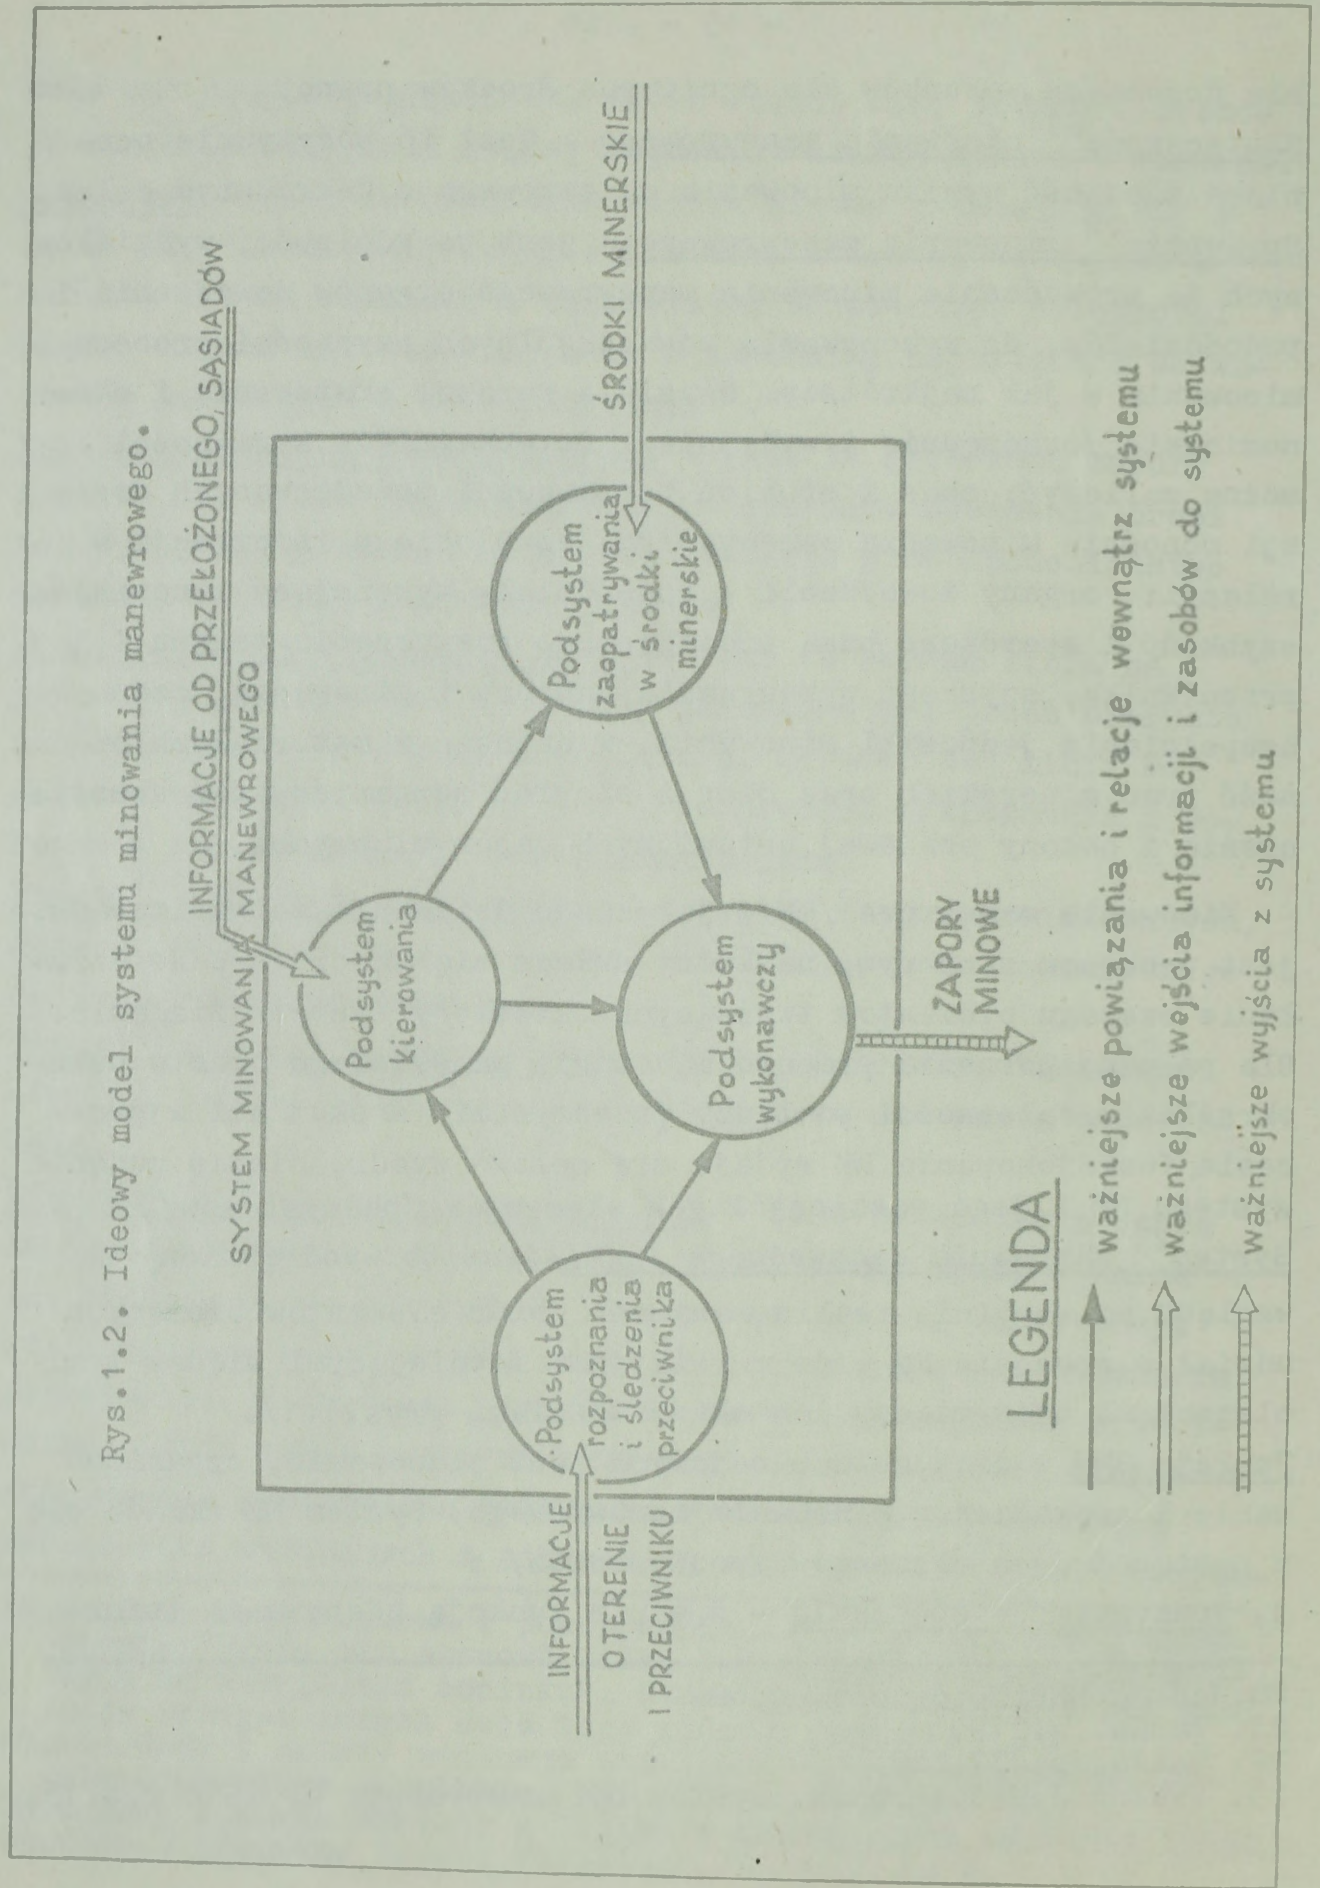 Rys.1.2. Ideowy model systemu minowania manewrowego.
INFORMACJE OD PRZEŁOŻONEGO, SĄSIADÓW
SYSTEM MINOWANIA MANEWROWEGO
Podsystem
kierowania
INFORMACJE
O TERENIE
I PRZECIWNIKU
Podsystem
rozpoznania
i śledzenia
przeciwnika
Podsystem
zaopatrywania
w środki
minerskie
ŚRODKI MINERSKIE
Podsystem
wykonawczy
ZAPORY
MINOWE
LEGENDA
ważniejsze powiązania i relacje wewnątrz systemu
ważniejsze wejścia informacji i zasobów do systemu
ważniejsze wyjścia z systemu